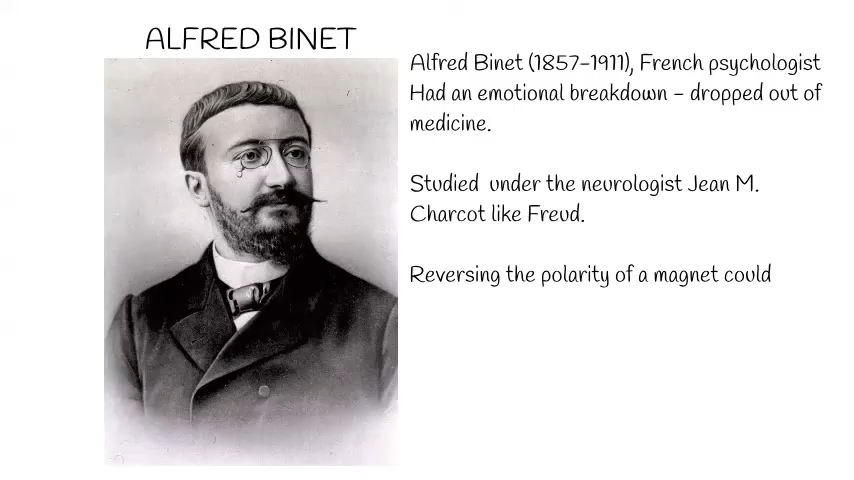 ALFRED BINET
Alfred Binet (1857-1911), French psychologist
Had an emotional breakdown - dropped out of
medicine.
Studied under the neurologist Jean M.
Charcot like Freud.
Reversing the polarity of a magnet could